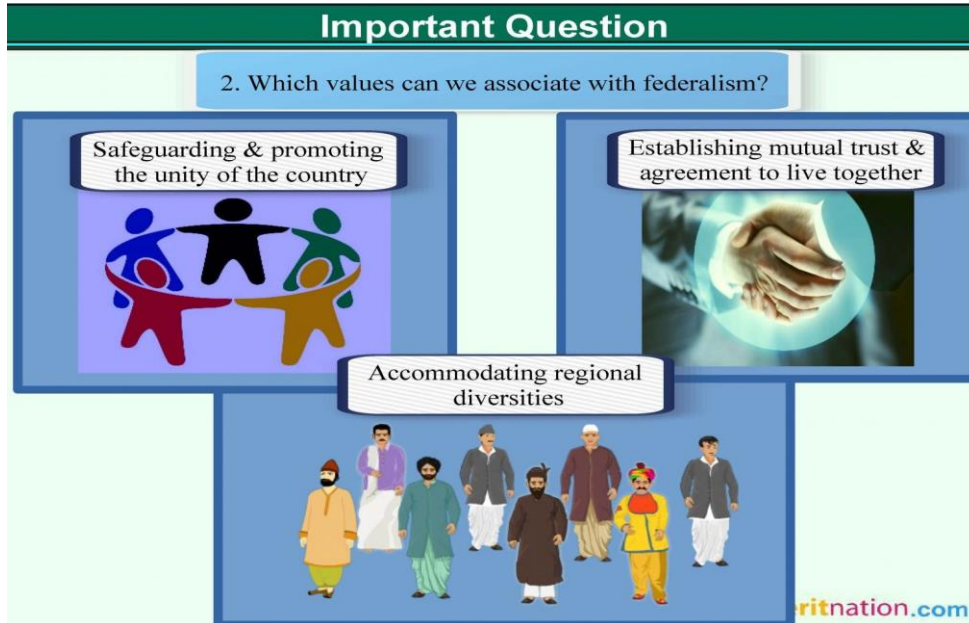 Important Question
2. Which values can we associate with federalism?
Safeguarding & promoting
the unity of the country
Establishing mutual trust &
agreement to live together
Accommodating regional
diversities
ritnation.com